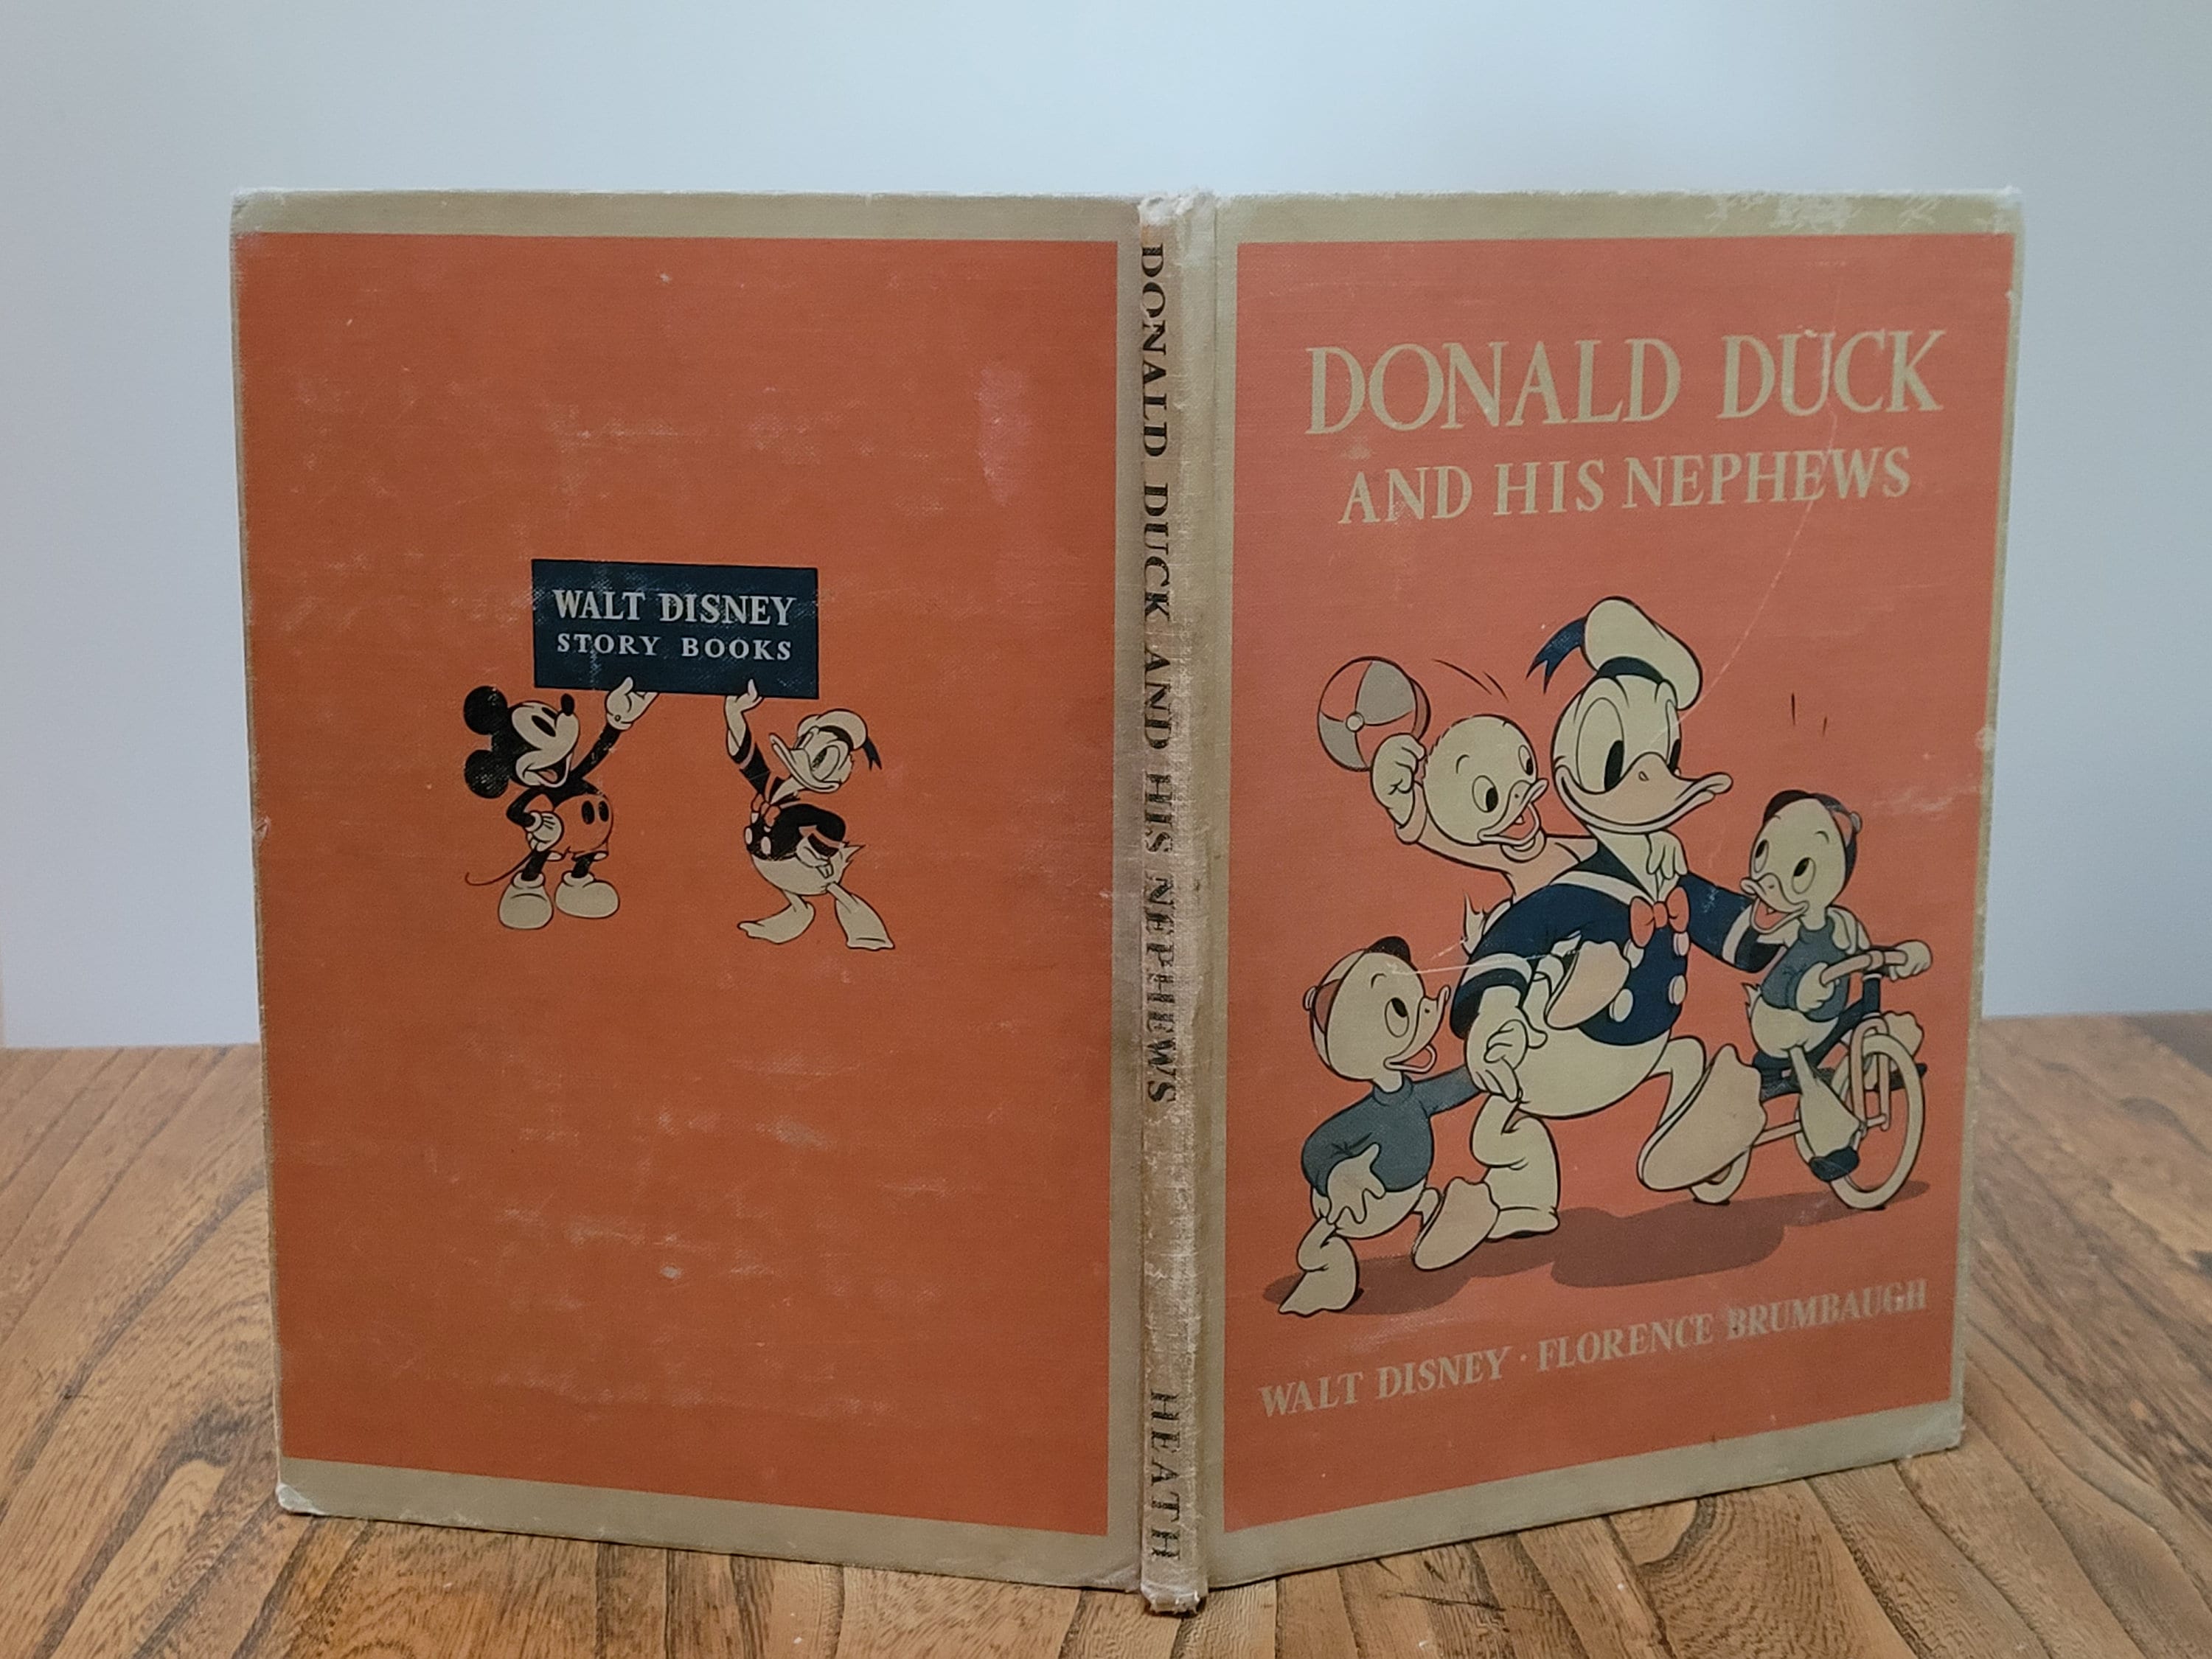 WALT DISNEY
STORY BOOKS
DONALD DUCK AND HIS NEPHEWS HEATH
DONALD DUCK
AND HIS NEPHEWS
WALT DISNEY · FLORENCE BRUMBAUGH